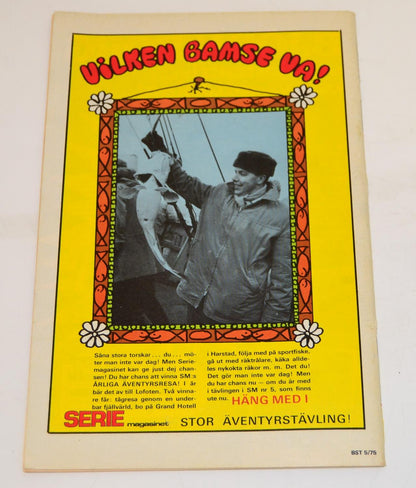 VILKEN BAMSE VA!
Såna stora torskar... du... mö-
ter man inte var dag! Men Serie-
magasinet kan ge just dej chan-
sen! Du har chans att vinna SM:s
ÅRLIGA ÄVENTYRSRESA! I år
bär det av till Lofoten. Två vinna-
re får: tågresa genom en under-
bar fjällvärld, bo på Grand Hotell
i Harstad, följa med på sportfiske,
gå ut med räktrålare, käka allde-
les nykokta räkor m. m. Det du!
Det gör man inte var dag! Men
du har chans nu — om du är med
i tävlingen i SM nr 5, som finns
ute nu. HÄNG MED I
SERIE magasinet STOR ÄVENTYRSTÄVLING!
BST 5/75